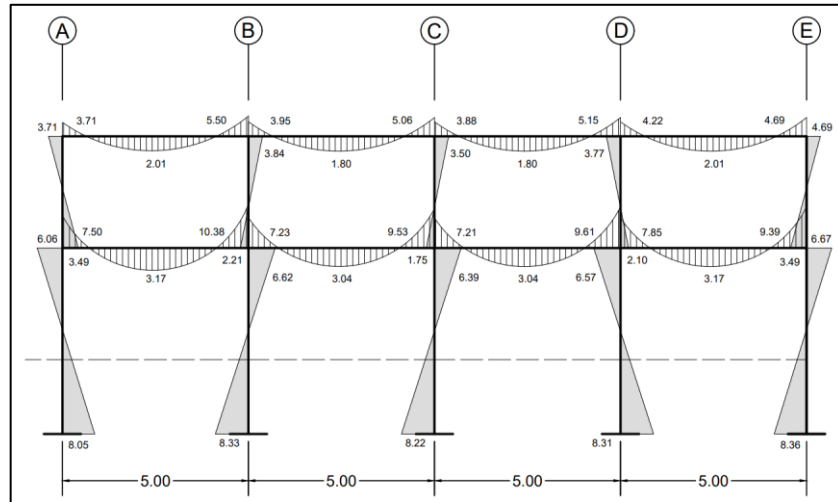 A B C D E
3.71 3.71 5.50 3.95 5.06 3.88 5.15 4.22 4.69 4.69
2.01 3.84 1.80 3.50 1.80 3.77 2.01
6.06 7.50 10.38 7.23 9.53 7.21 9.61 7.85 9.39 6.67
3.49 3.17 2.21 6.62 3.04 1.75 6.39 3.04 6.57 2.10 3.17 3.49
8.05 8.33 8.22 8.31 8.36
5.00 5.00 5.00 5.00